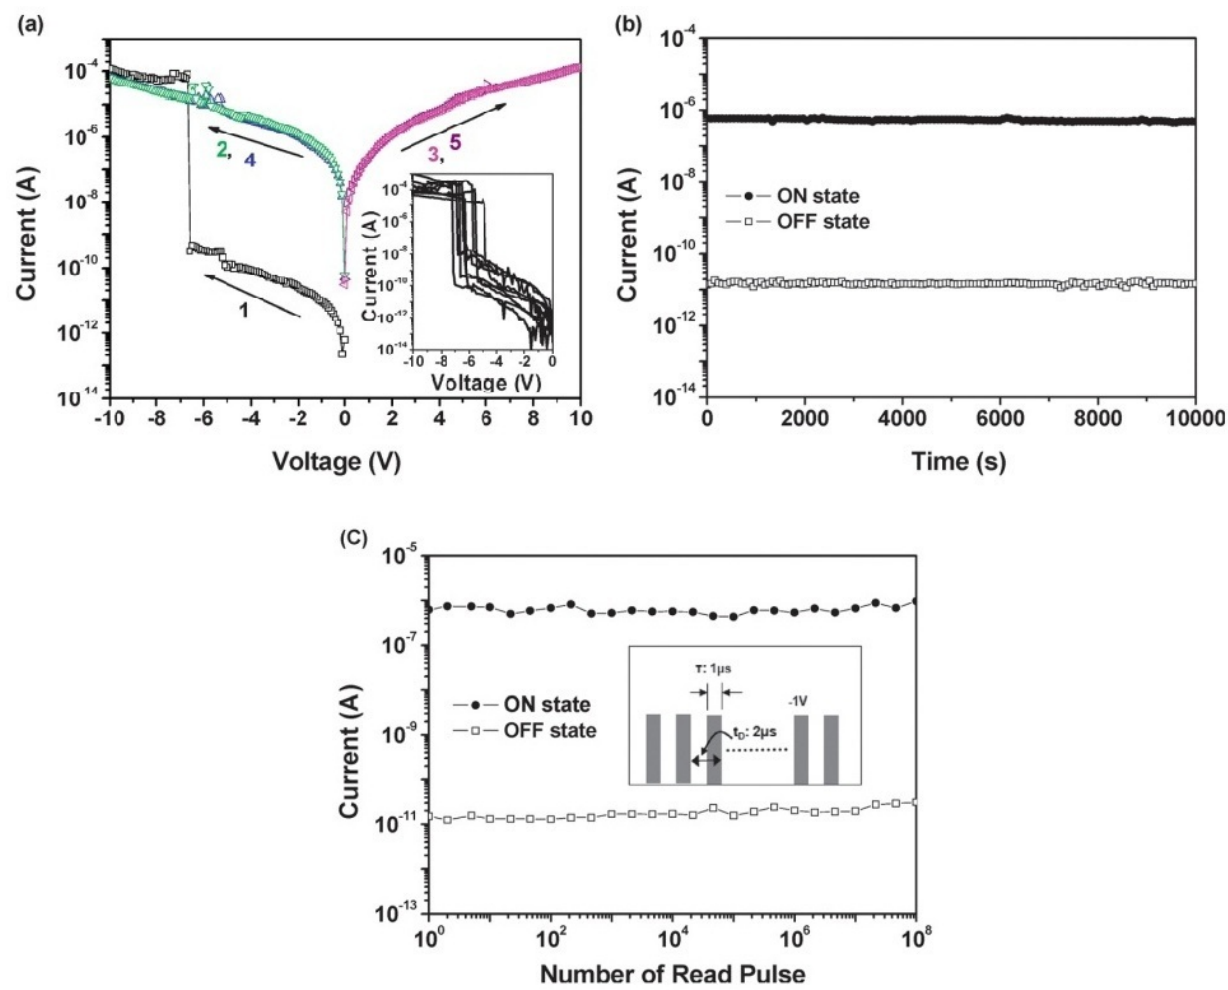 (a)
10⁻⁴
10⁻⁶
10⁻⁸
10⁻¹⁰
10⁻¹²
10⁻¹⁴
Current (A)
-10 -8 -6 -4 -2 0 2 4 6 8 10
Voltage (V)
2, 4
3, 5
1
10⁻⁴
10⁻⁶
10⁻⁸
10⁻¹⁰
10⁻¹²
10⁻¹⁴
Current (A)
-10 -8 -6 -4 -2 0
Voltage (V)
(b)
10⁻⁴
10⁻⁶
10⁻⁸
10⁻¹⁰
10⁻¹²
10⁻¹⁴
Current (A)
ON state
OFF state
0 2000 4000 6000 8000 10000
Time (s)
(C)
10⁻⁵
10⁻⁷
10⁻⁹
10⁻¹¹
10⁻¹³
Current (A)
ON state
OFF state
τ: 1µs
-1V
t_D: 2µs
10⁰ 10² 10⁴ 10⁶ 10⁸
Number of Read Pulse